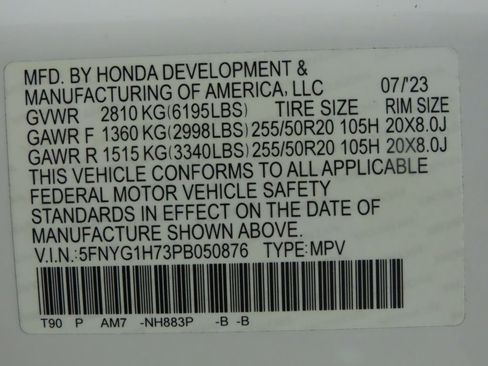 MFD. BY HONDA DEVELOPMENT &
MANUFACTURING OF AMERICA, LLC 07/'23
GVWR 2810 KG(6195LBS) TIRE SIZE RIM SIZE
GAWR F 1360 KG(2998LBS) 255/50R20 105H 20X8.0J
GAWR R 1515 KG(3340LBS) 255/50R20 105H 20X8.0J
THIS VEHICLE CONFORMS TO ALL APPLICABLE
FEDERAL MOTOR VEHICLE SAFETY
STANDARDS IN EFFECT ON THE DATE OF
MANUFACTURE SHOWN ABOVE.
V.I.N.:5FNYG1H73PB050876 TYPE:MPV
T90 P AM7 -NH883P -B -B